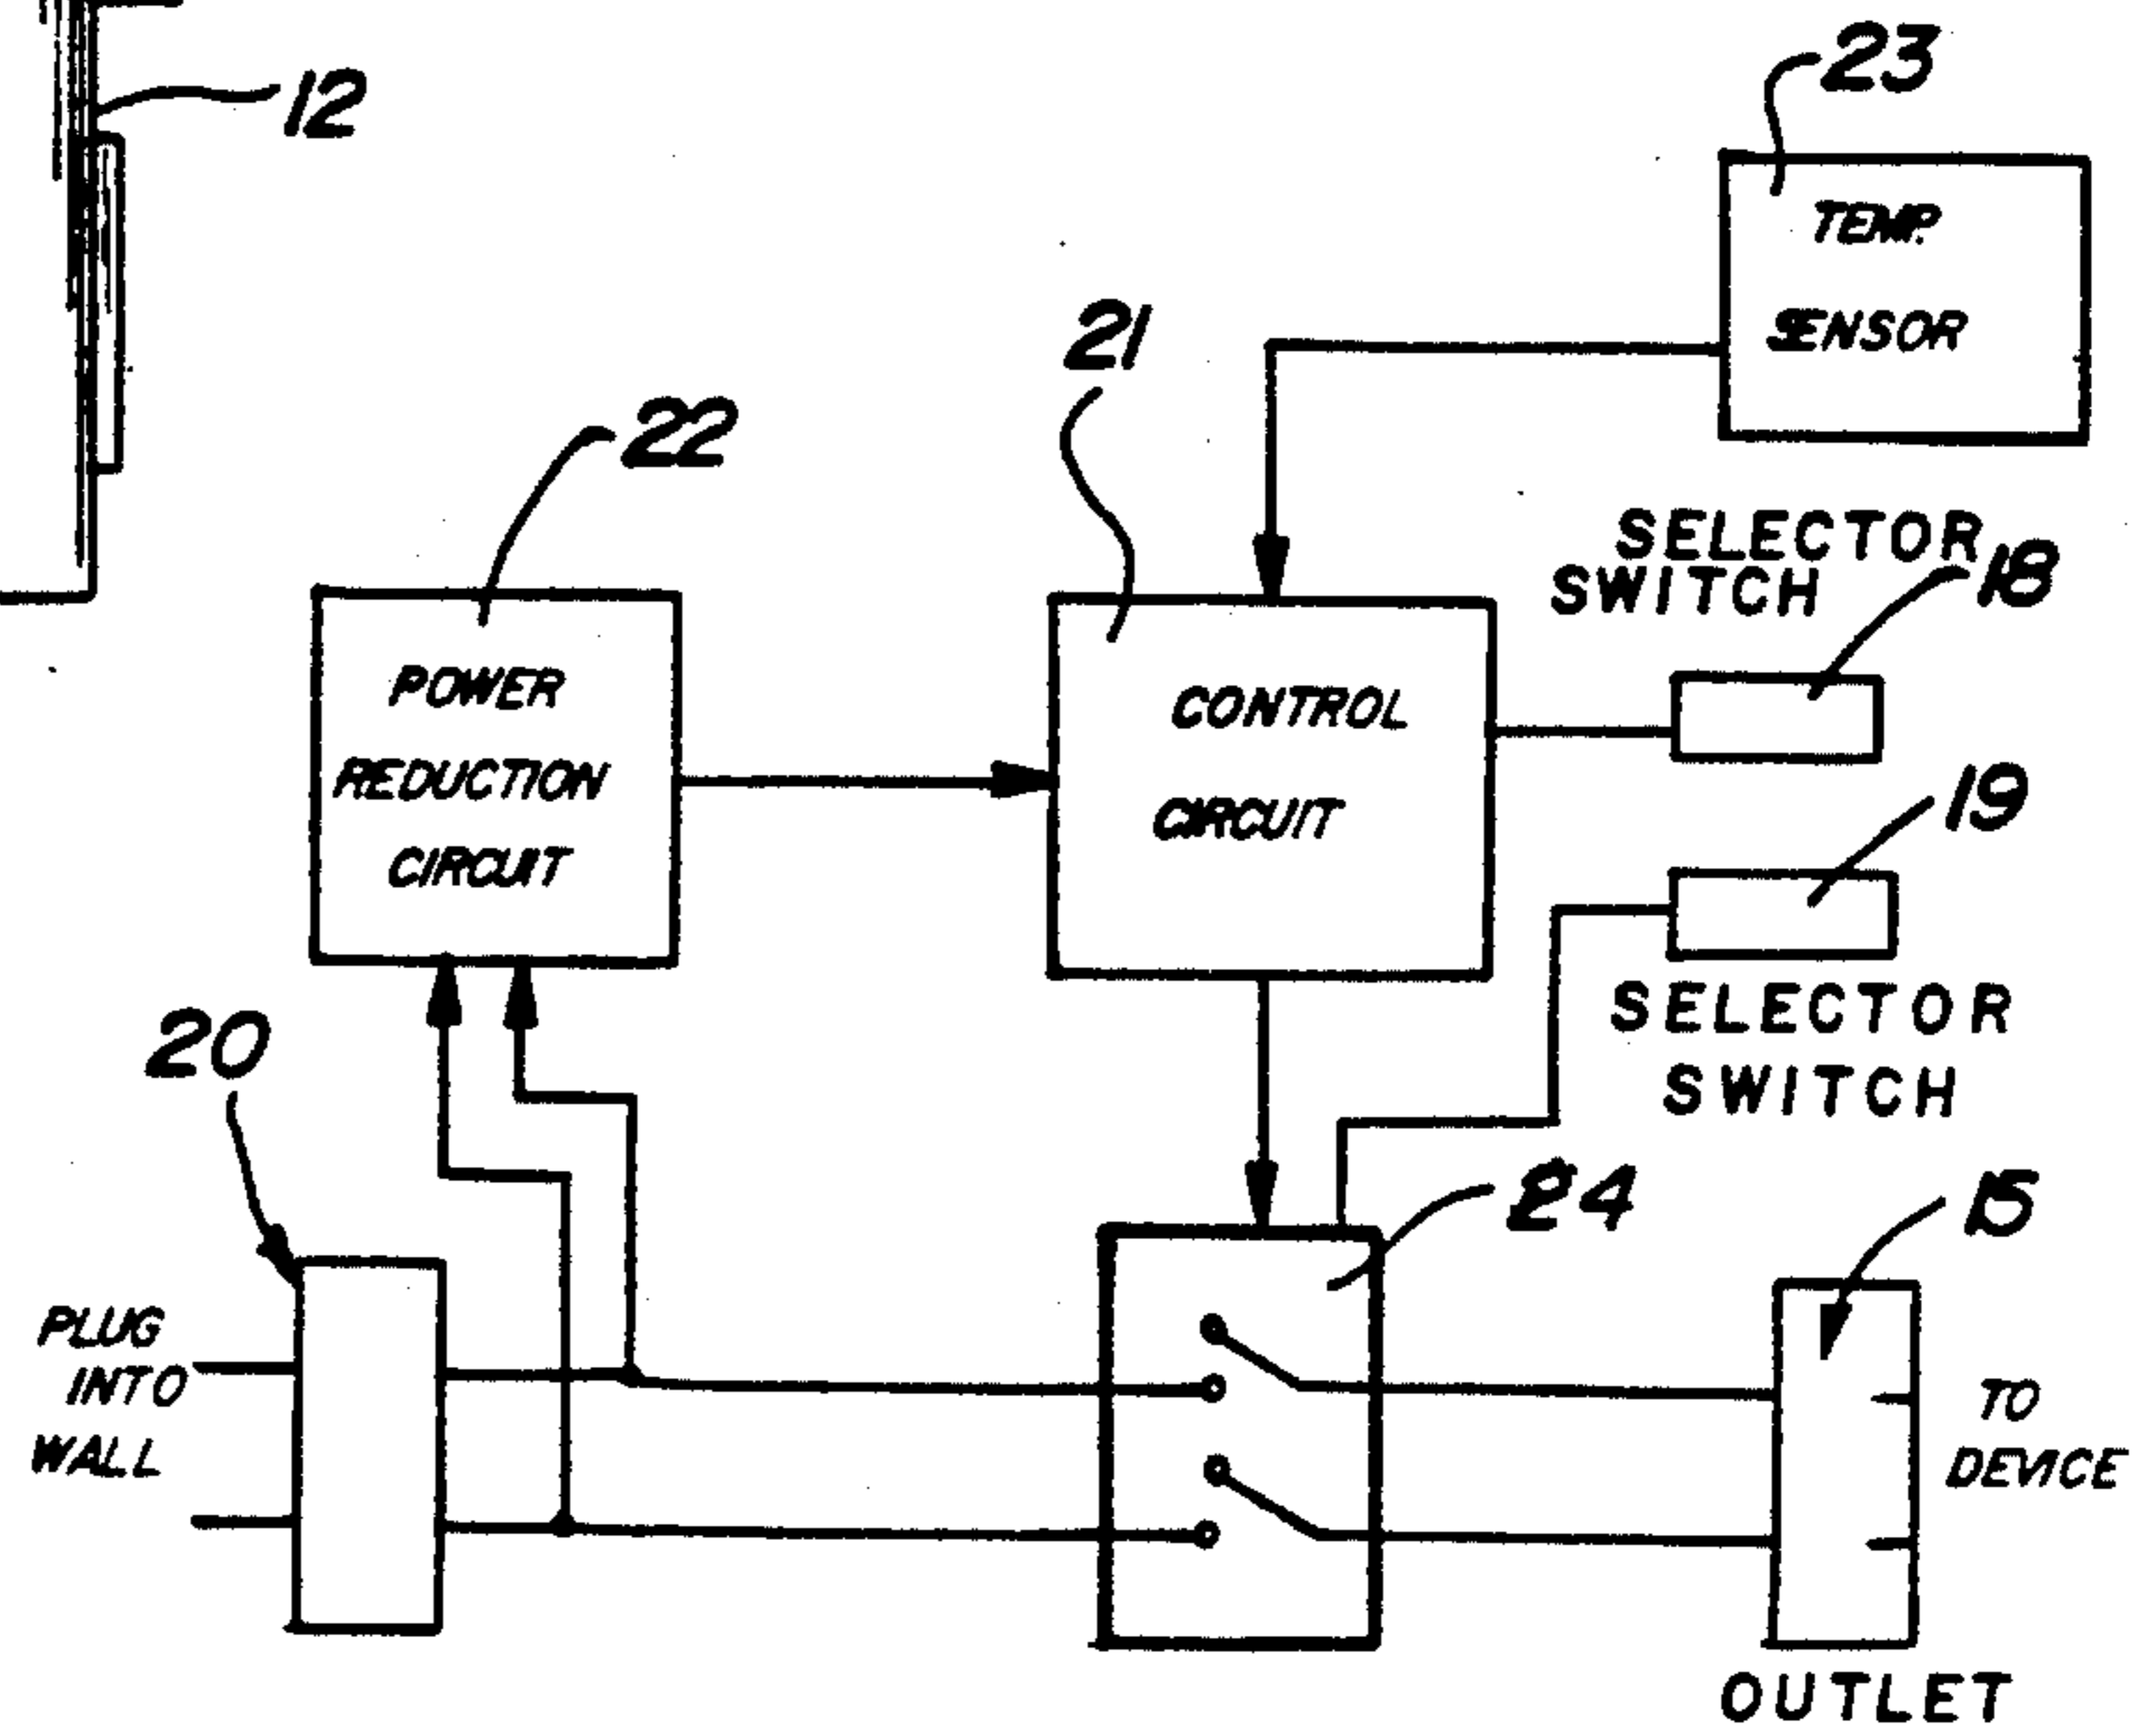 12
23
TEMP.
SENSOR
21
22
SELECTOR
SWITCH
18
POWER
REDUCTION
CIRCUIT
CONTROL
CIRCUIT
19
SELECTOR
SWITCH
20
24
15
PLUG
INTO
WALL
TO
DEVICE
OUTLET